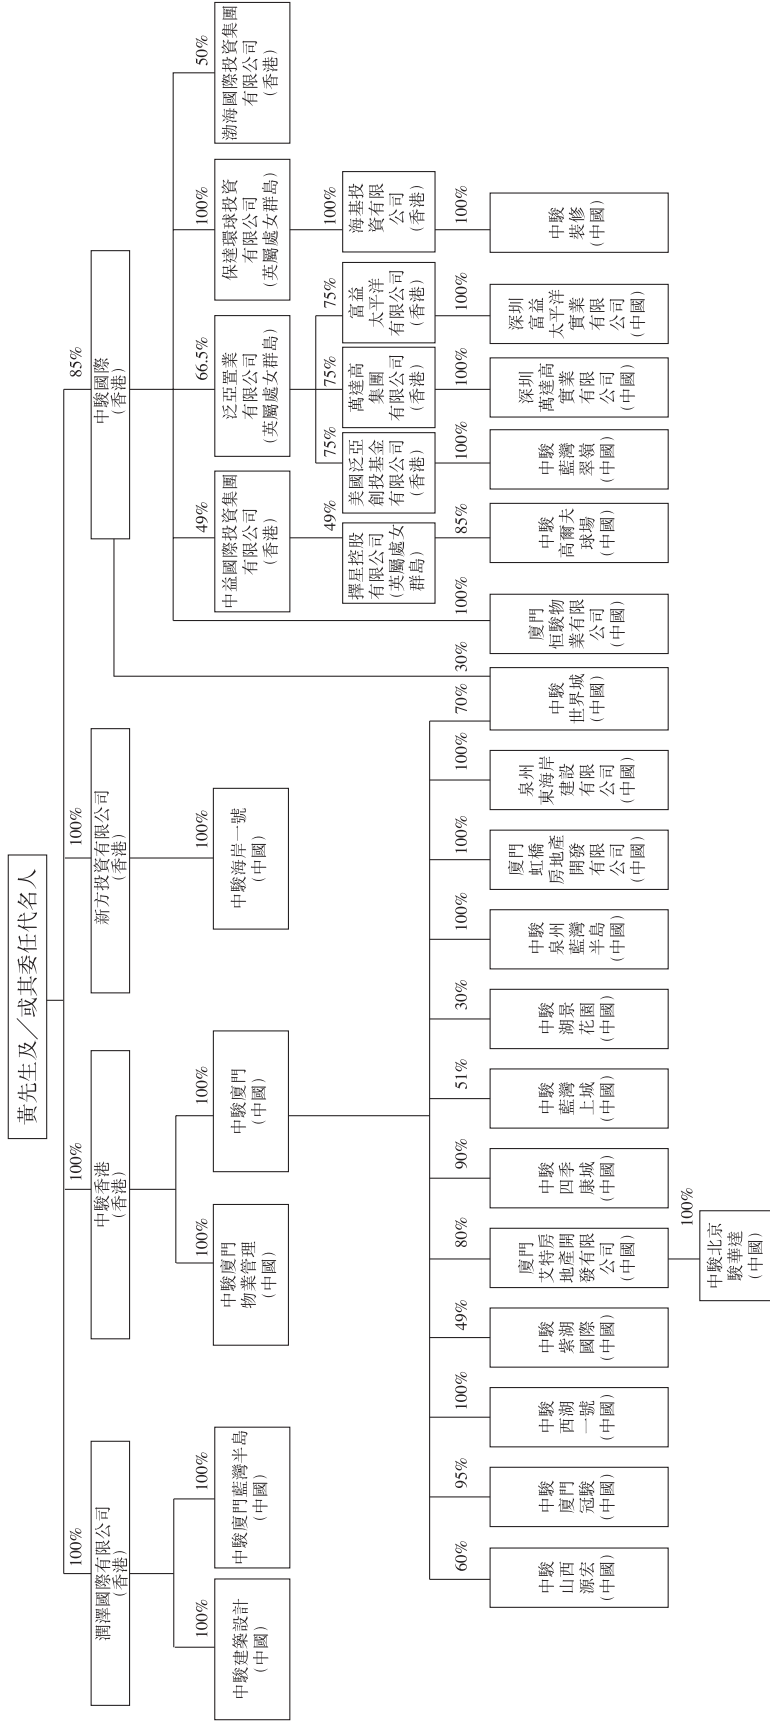 黃先生及／或其委任代名人
100%
潤澤國際有限公司
(香港)
100%
中駿香港
(香港)
100%
新方投資有限公司
(香港)
85%
中駿國際
(香港)
100%
中駿建築設計
(中國)
100%
中駿廈門藍灣半島
(中國)
100%
中駿廈門
物業管理
(中國)
100%
中駿廈門
(中國)
100%
中駿海岸一號
(中國)
49%
中益國際投資集團
有限公司
(香港)
66.5%
泛亞置業
有限公司
(英屬處女群島)
100%
保達環球投資
有限公司
(英屬處女群島)
50%
渤海國際投資集團
有限公司
(香港)
49%
擇星控股
有限公司
(英屬處女
群島)
75%
美國泛亞
創投基金
有限公司
(香港)
75%
萬達高
集團
有限公司
(香港)
75%
富益
太平洋
有限公司
(香港)
100%
海基投
資有限
公司
(香港)
60%
中駿
山西
源宏
(中國)
95%
中駿
廈門
冠駿
(中國)
100%
中駿
西湖
一號
(中國)
49%
中駿
紫湖
國際
(中國)
80%
廈門
艾特房
地產開
發有限
公司
(中國)
90%
中駿
四季
康城
(中國)
51%
中駿
藍灣
上城
(中國)
30%
中駿
湖景
花園
(中國)
100%
中駿
泉州
藍灣
半島
(中國)
100%
廈門
虹橋
房地產
開發
有限
公司
(中國)
100%
泉州
東海岸
建設
有限
公司
(中國)
70%
30%
中駿
世界城
(中國)
100%
廈門
恒駿物
業有限
公司
(中國)
85%
中駿
高爾夫
球場
(中國)
100%
中駿
藍灣
翠嶺
(中國)
100%
深圳
萬達高
實業
有限
公司
(中國)
100%
深圳
富益
太平洋
實業
有限
公司
(中國)
100%
中駿
裝修
(中國)
100%
中駿北京
駿華達
(中國)